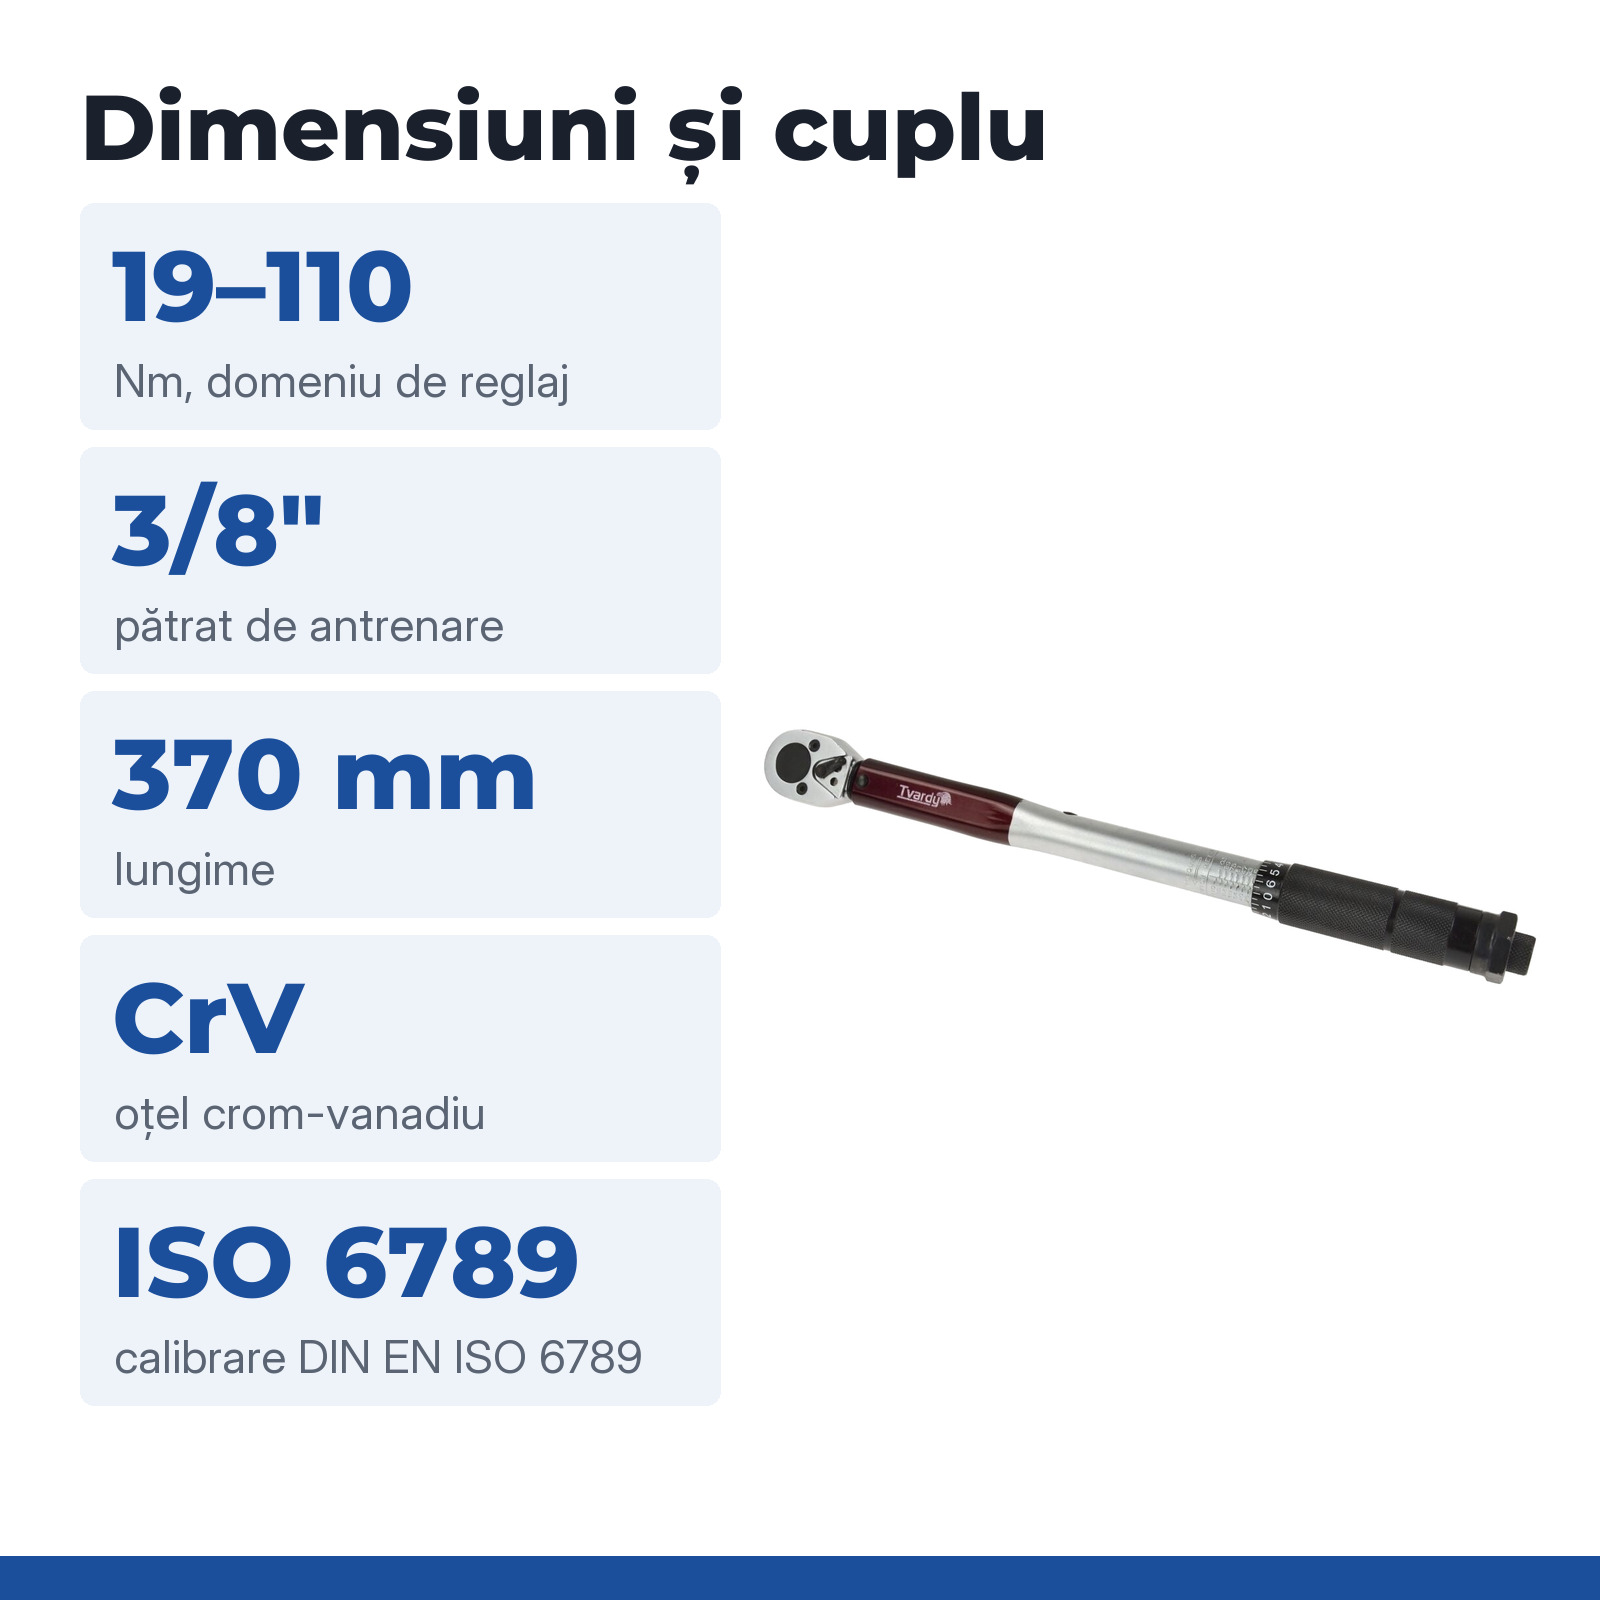 Dimensiuni și cuplu
19–110
Nm, domeniu de reglaj
3/8"
pătrat de antrenare
370 mm
lungime
CrV
oțel crom-vanadiu
ISO 6789
calibrare DIN EN ISO 6789
Tvardy